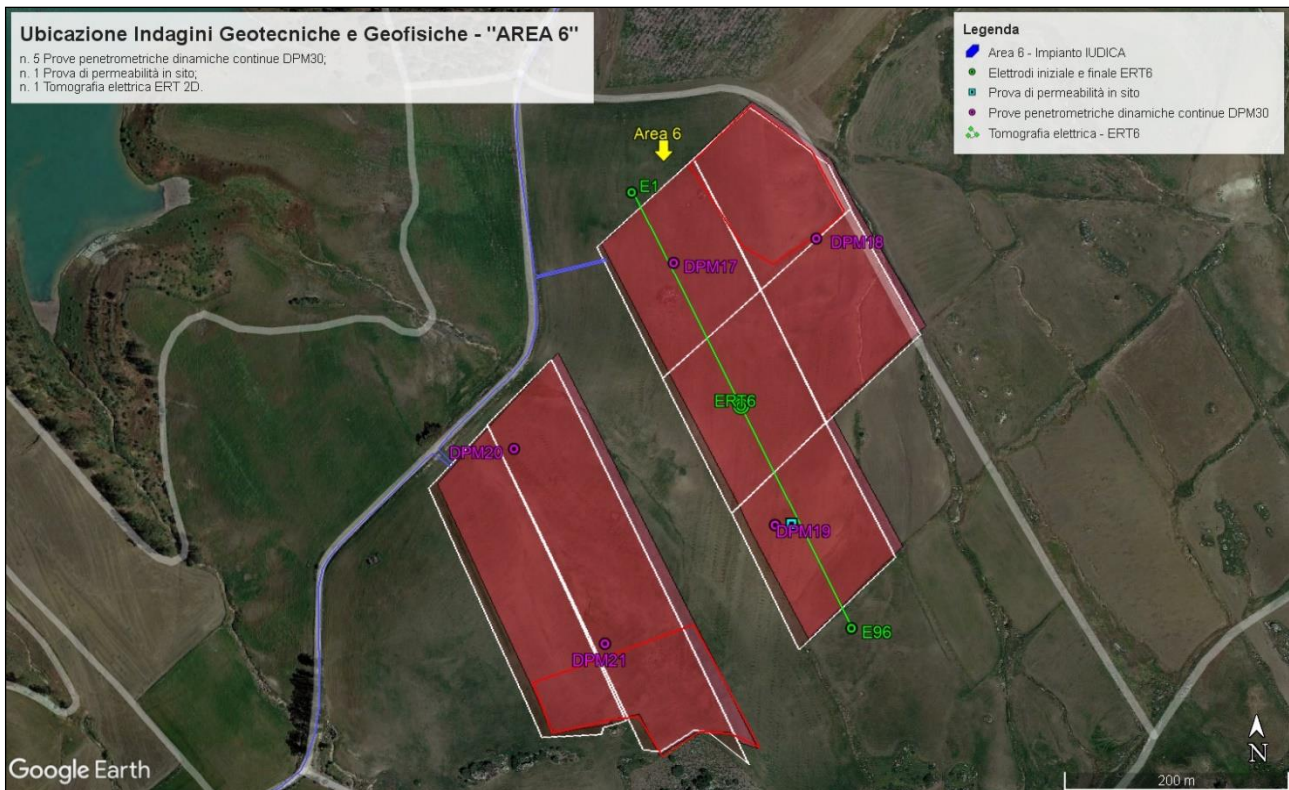 Ubicazione Indagini Geotecniche e Geofisiche - "AREA 6"
n. 5 Prove penetrometriche dinamiche continue DPM30;
n. 1 Prova di permeabilità in sito;
n. 1 Tomografia elettrica ERT 2D.
Legenda
Area 6 - Impianto IUDICA
Elettrodi iniziale e finale ERT6
Prova di permeabilità in sito
Prove penetrometriche dinamiche continue DPM30
Tomografia elettrica - ERT6
Area 6
E1
DPM18
DPM17
ERT6
DPM20
DPM19
E96
DPM21
N
Google Earth
200 m